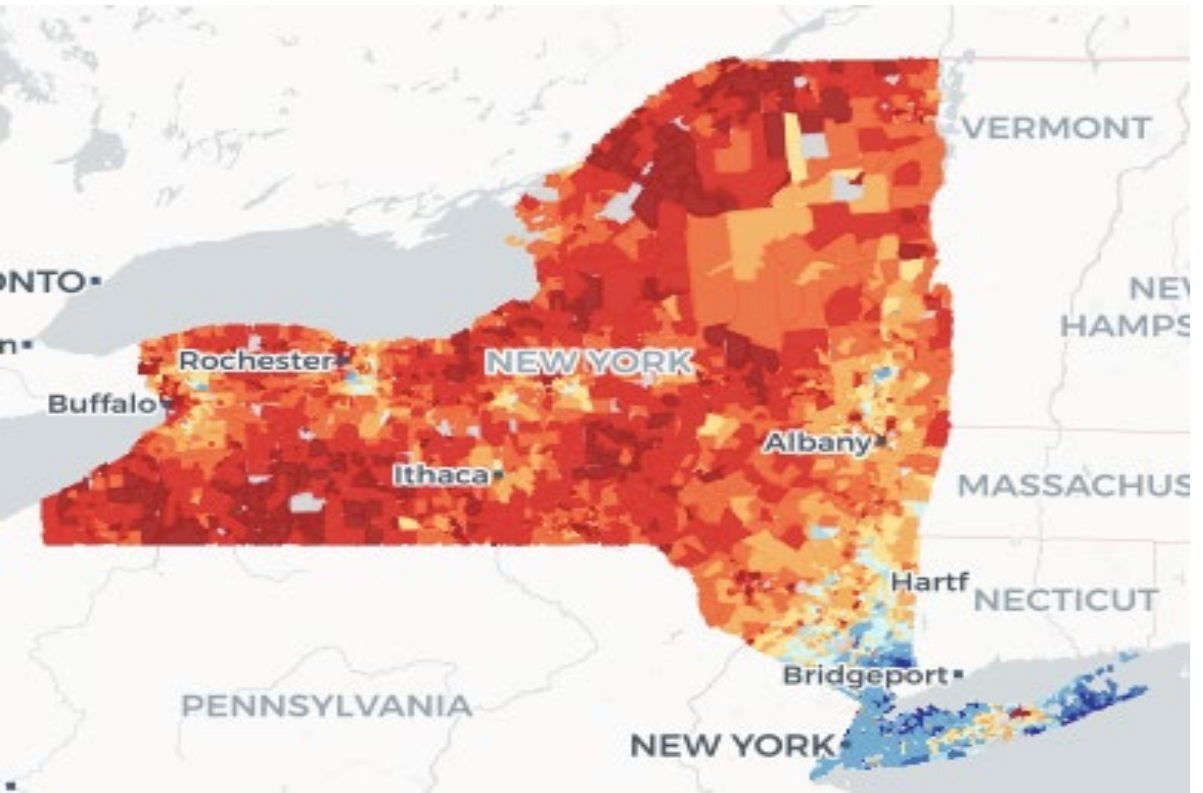 VERMONT
ONTO
NEW
HAMPS
n
Rochester
NEW YORK
Buffalo
Albany
Ithaca
MASSACHUS
Hartf
NECTICUT
Bridgeport
PENNSYLVANIA
NEW YORK